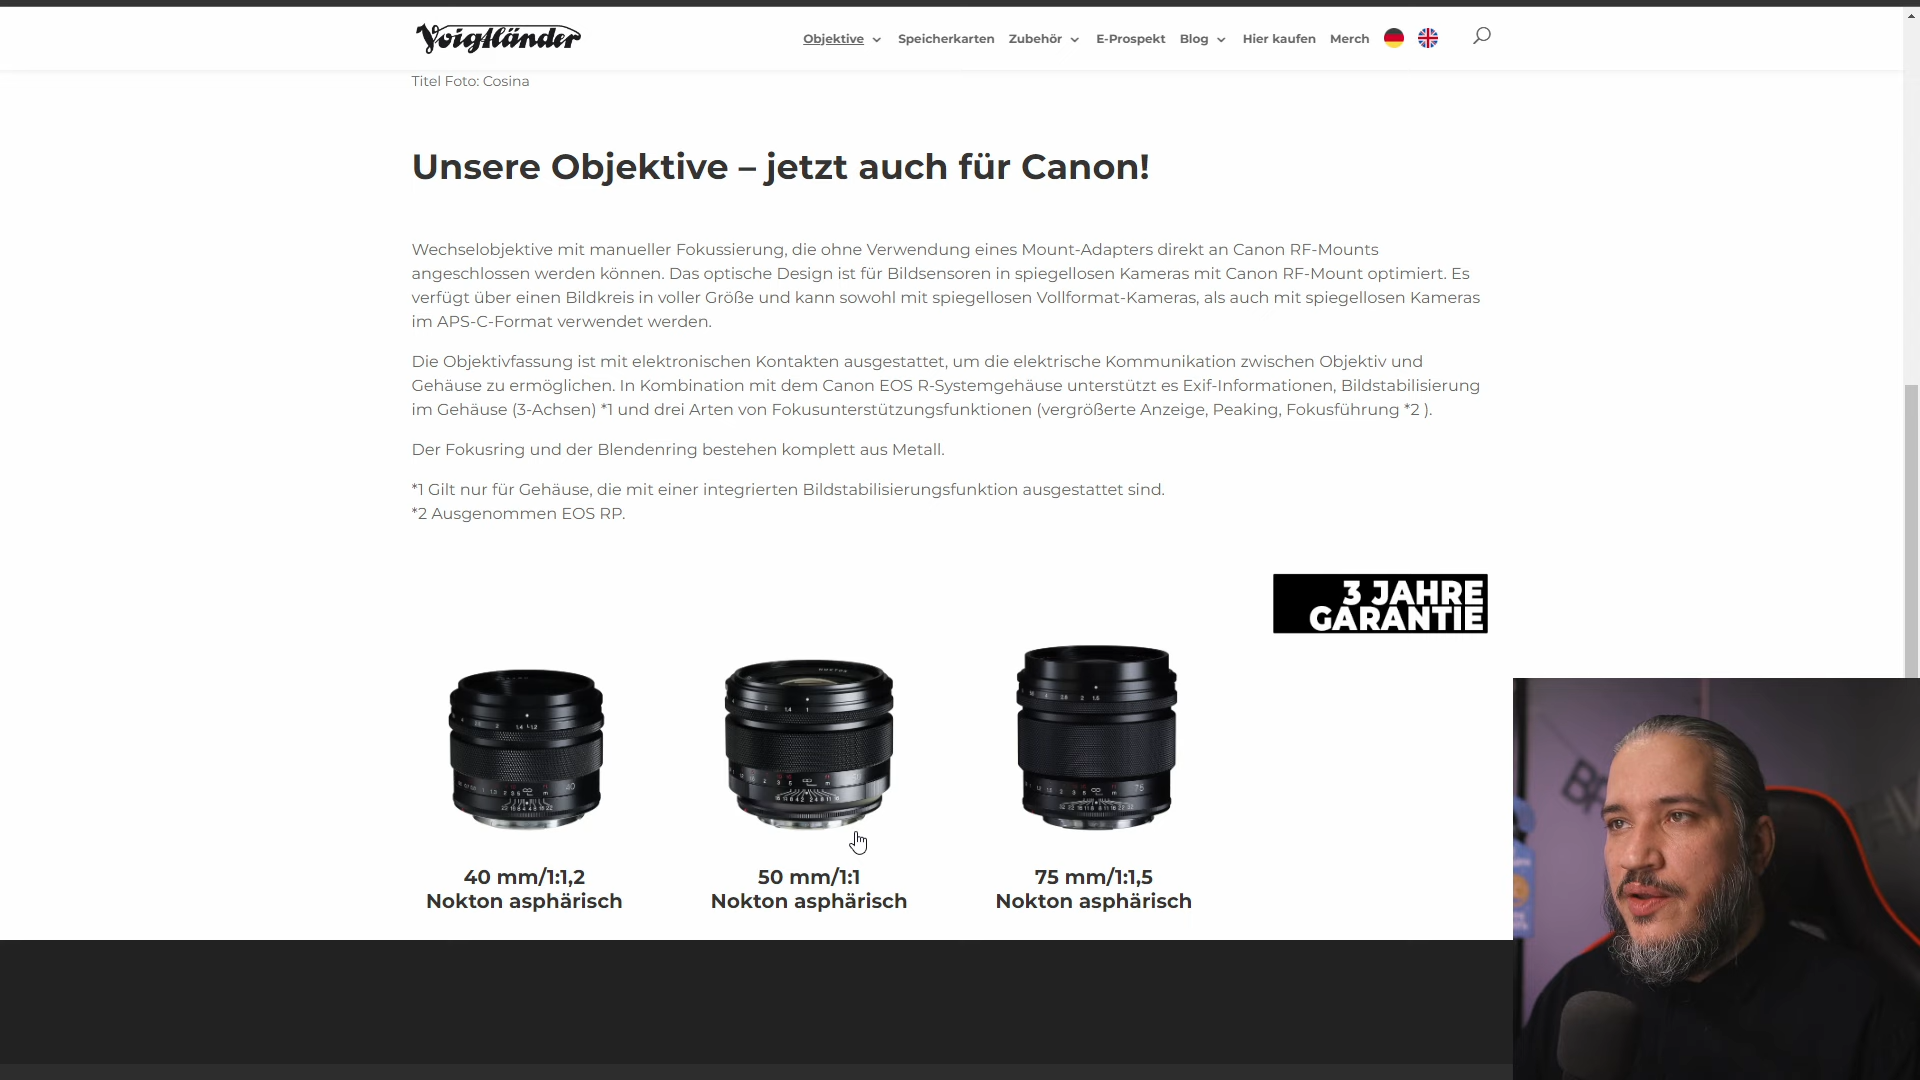 Voigtländer
Objektive Speicherkarten Zubehör E-Prospekt Blog Hier kaufen Merch
Titel Foto: Cosina
Unsere Objektive – jetzt auch für Canon!
Wechselobjektive mit manueller Fokussierung, die ohne Verwendung eines Mount-Adapters direkt an Canon RF-Mounts
angeschlossen werden können. Das optische Design ist für Bildsensoren in spiegellosen Kameras mit Canon RF-Mount optimiert. Es
verfügt über einen Bildkreis in voller Größe und kann sowohl mit spiegellosen Vollformat-Kameras, als auch mit spiegellosen Kameras
im APS-C-Format verwendet werden.
Die Objektivfassung ist mit elektronischen Kontakten ausgestattet, um die elektrische Kommunikation zwischen Objektiv und
Gehäuse zu ermöglichen. In Kombination mit dem Canon EOS R-Systemgehäuse unterstützt es Exif-Informationen, Bildstabilisierung
im Gehäuse (3-Achsen) *1 und drei Arten von Fokusunterstützungsfunktionen (vergrößerte Anzeige, Peaking, Fokusführung *2 ).
Der Fokusring und der Blendenring bestehen komplett aus Metall.
*1 Gilt nur für Gehäuse, die mit einer integrierten Bildstabilisierungsfunktion ausgestattet sind.
*2 Ausgenommen EOS RP.
3 JAHRE
GARANTIE
40 mm/1:1,2
Nokton asphärisch
50 mm/1:1
Nokton asphärisch
75 mm/1:1,5
Nokton asphärisch